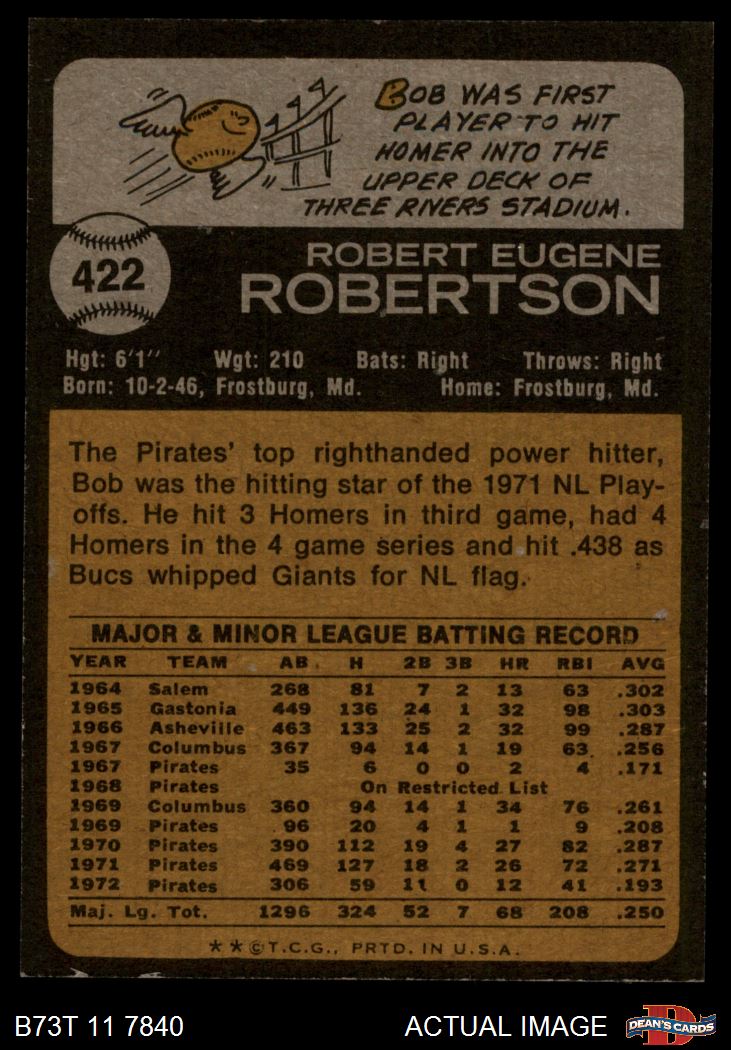 BOB WAS FIRST
PLAYER TO HIT
HOMER INTO THE
UPPER DECK OF
THREE RIVERS STADIUM.
422
ROBERT EUGENE
ROBERTSON
Hgt: 6'1" Wgt: 210 Bats: Right Throws: Right
Born: 10-2-46, Frostburg, Md. Home: Frostburg, Md.
The Pirates' top righthanded power hitter,
Bob was the hitting star of the 1971 NL Play-
offs. He hit 3 Homers in third game, had 4
Homers in the 4 game series and hit .438 as
Bucs whipped Giants for NL flag.
MAJOR & MINOR LEAGUE BATTING RECORD
YEAR TEAM AB H 2B 3B HR RBI AVG
1964 Salem 268 81 7 2 13 63 .302
1965 Gastonia 449 136 24 1 32 98 .303
1966 Asheville 463 133 25 2 32 99 .287
1967 Columbus 367 94 14 1 19 63 .256
1967 Pirates 35 6 0 0 2 4 .171
1968 Pirates On Restricted List
1969 Columbus 360 94 14 1 34 76 .261
1969 Pirates 96 20 4 1 1 9 .208
1970 Pirates 390 112 19 4 27 82 .287
1971 Pirates 469 127 18 2 26 72 .271
1972 Pirates 306 59 11 0 12 41 .193
Maj. Lg. Tot. 1296 324 52 7 68 208 .250
**©T.C.G., PRTD. IN U.S.A.
B73T 11 7840 ACTUAL IMAGE
D DEAN'S CARDS